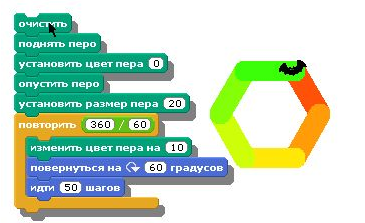 очистить
поднять перо
установить цвет пера 0
опустить перо
установить размер пера 20
повторить 360 / 60
изменить цвет пера на 10
повернуться на 60 градусов
идти 50 шагов